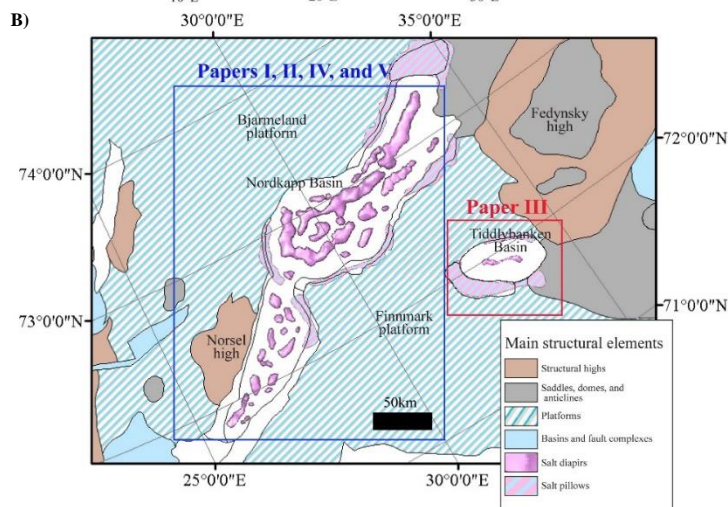 B)
30°0'0"E
35°0'0"E
Papers I, II, IV, and V
Bjarmeland
platform
Fedynsky
high
72°0'0"N
74°0'0"N
Nordkapp Basin
Paper III
Tiddlybanken
Basin
71°0'0"N
73°0'0"N
Finnmark
platform
Norsel
high
50km
Main structural elements
Structural highs
Saddles, domes, and
anticlines
Platforms
Basins and fault complexes
Salt diapirs
Salt pillows
25°0'0"E
30°0'0"E